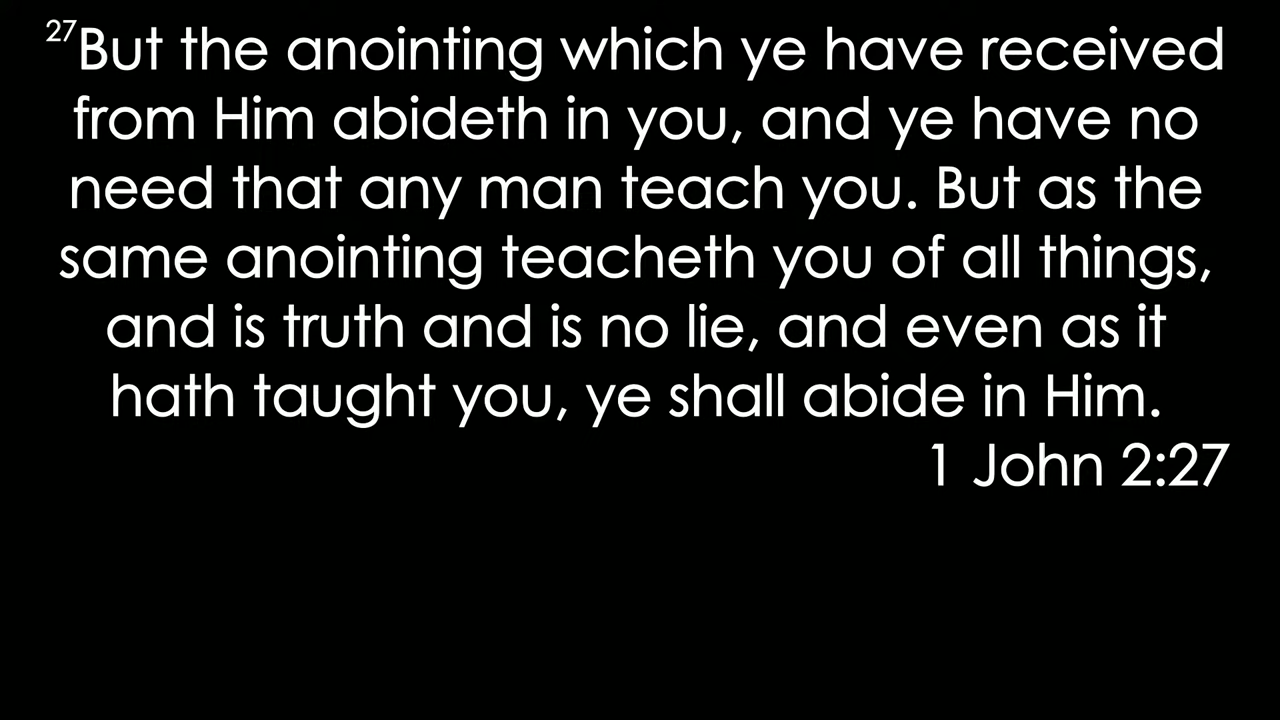 27But the anointing which ye have received
from Him abideth in you, and ye have no
need that any man teach you. But as the
same anointing teacheth you of all things,
and is truth and is no lie, and even as it
hath taught you, ye shall abide in Him.
1 John 2:27